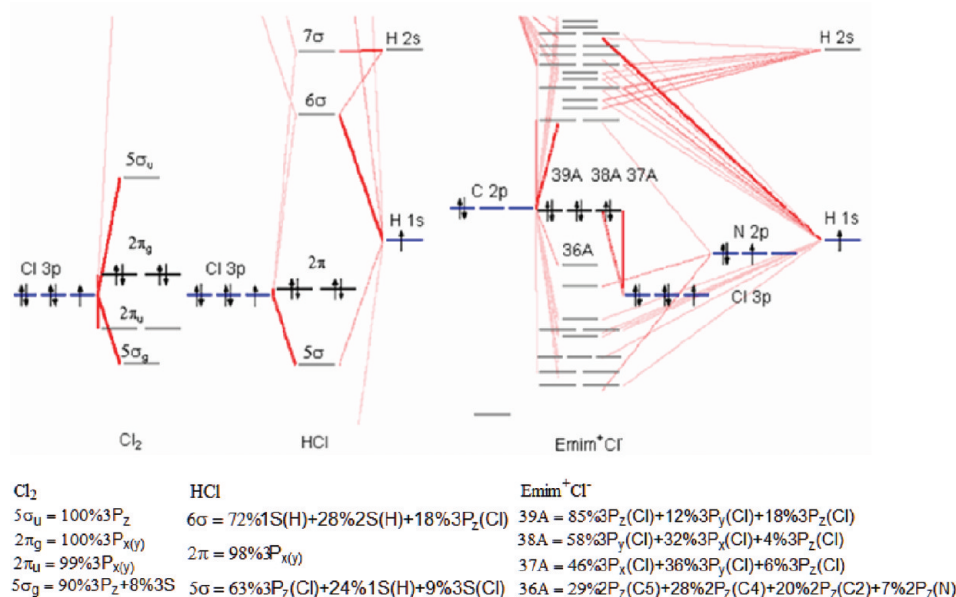 7σ
H 2s
H 2s
6σ
5σu
39A 38A 37A
C 2p
H 1s
H 1s
N 2p
2πg
Cl 3p
Cl 3p
2π
36A
Cl 3p
2πu
5σg
5σ
Cl2
HCl
Emim+Cl-
Cl2
HCl
Emim+Cl-
5σu = 100%3Pz
6σ = 72%1S(H)+28%2S(H)+18%3Pz(Cl)
39A = 85%3Pz(Cl)+12%3Py(Cl)+18%3Pz(Cl)
2πg = 100%3Px(y)
38A = 58%3Py(Cl)+32%3Px(Cl)+4%3Pz(Cl)
2πu = 99%3Px(y)
2π = 98%3Px(y)
37A = 46%3Px(Cl)+36%3Py(Cl)+6%3Pz(Cl)
5σg = 90%3Pz+8%3S
5σ = 63%3Pz(Cl)+24%1S(H)+9%3S(Cl)
36A = 29%2Pz(C5)+28%2Pz(C4)+20%2Pz(C2)+7%2Pz(N)